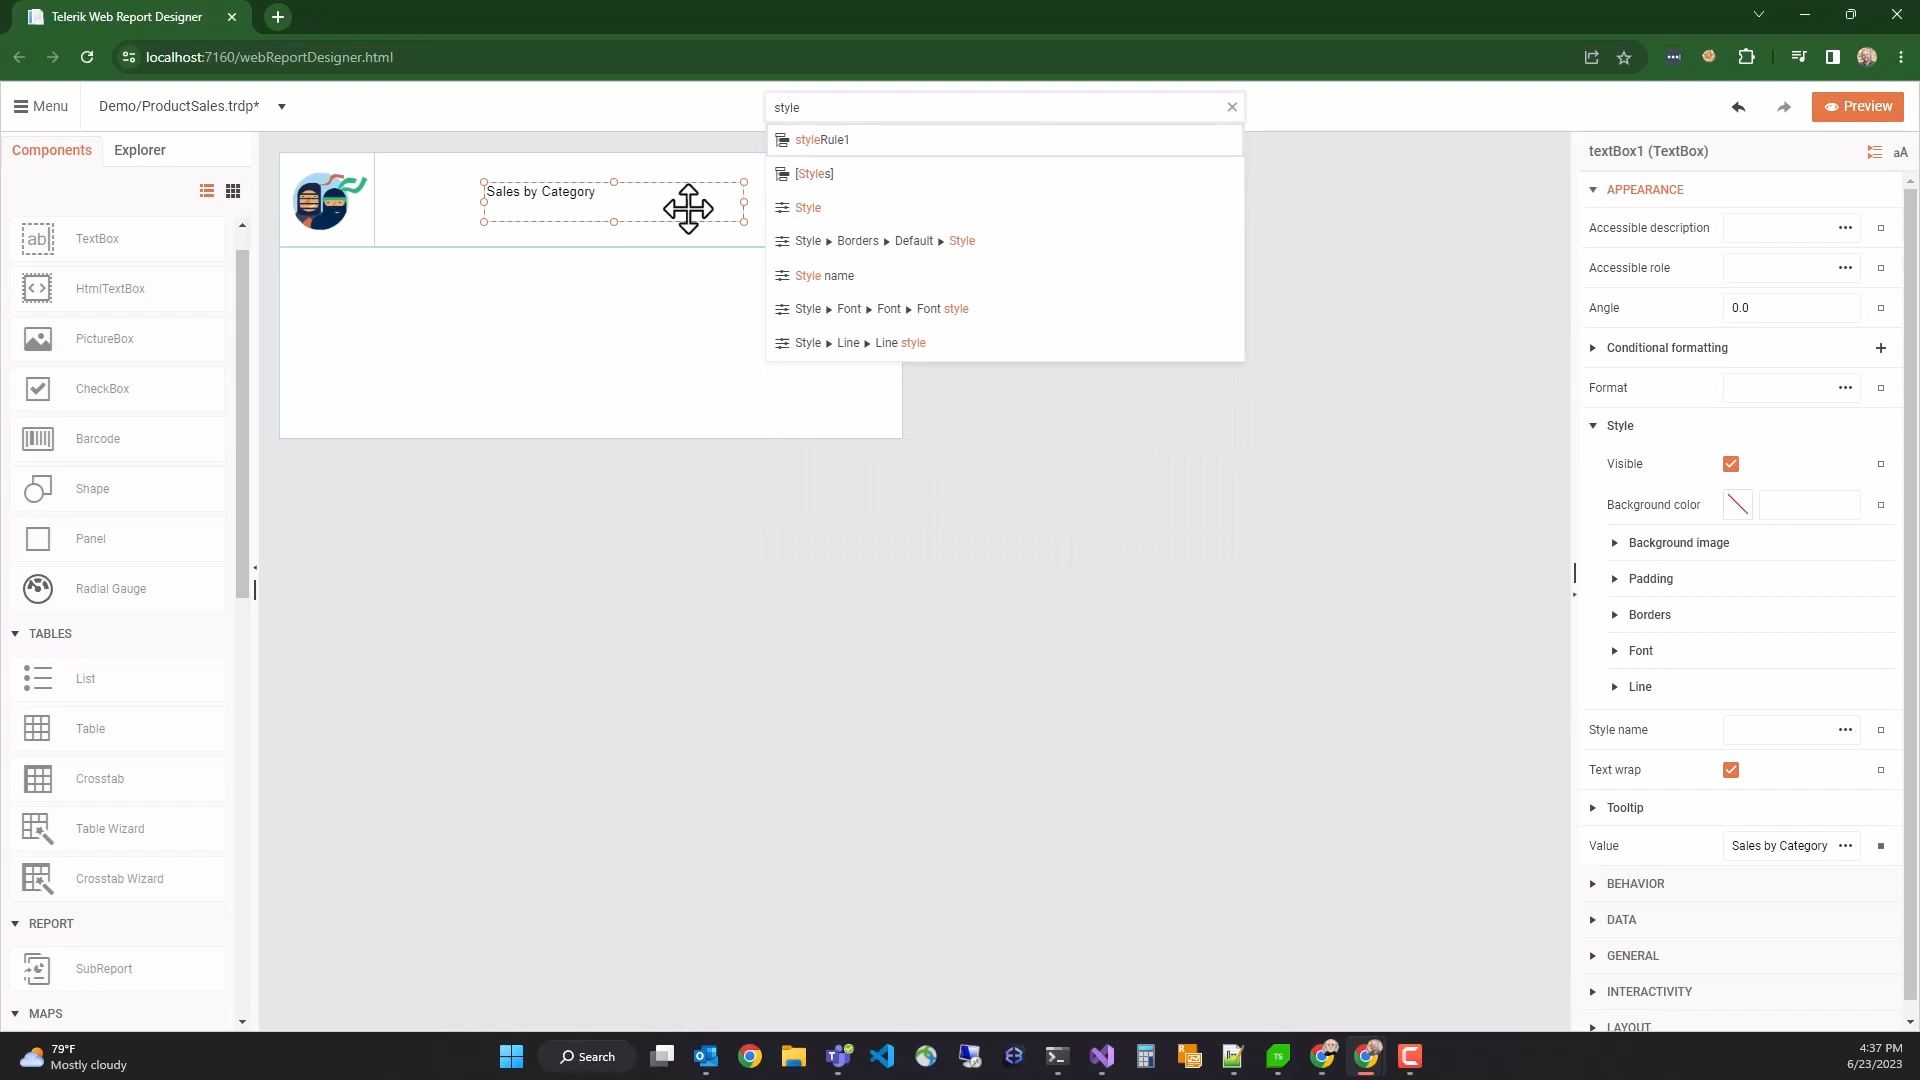 Telerik Web Report Designer
localhost:7160/webReportDesigner.html
Menu
Demo/ProductSales.trdp*
style
Preview
Components
Explorer
TextBox
HtmlTextBox
PictureBox
CheckBox
Barcode
Shape
Panel
Radial Gauge
TABLES
List
Table
Crosstab
Table Wizard
Crosstab Wizard
REPORT
SubReport
MAPS
Sales by Category
styleRule1
[Styles]
Style
Style ▸ Borders ▸ Default ▸ Style
Style name
Style ▸ Font ▸ Font ▸ Font style
Style ▸ Line ▸ Line style
textBox1 (TextBox)
aA
APPEARANCE
Accessible description
Accessible role
Angle 0.0
Conditional formatting
Format
Style
Visible
Background color
Background image
Padding
Borders
Font
Line
Style name
Text wrap
Tooltip
Value Sales by Category
BEHAVIOR
DATA
GENERAL
INTERACTIVITY
LAYOUT
79°F
Mostly cloudy
Search
4:37 PM
6/23/2023